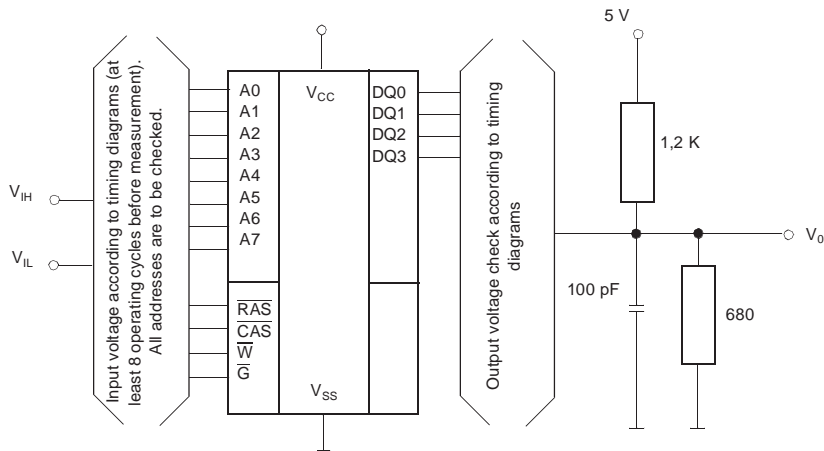 V_IH
V_IL
Input voltage according to timing diagrams (at
least 8 operating cycles before measurement).
All addresses are to be checked.
A0
A1
A2
A3
A4
A5
A6
A7
R̅A̅S̅
C̅A̅S̅
W̅
G̅
V_CC
V_SS
DQ0
DQ1
DQ2
DQ3
Output voltage check according to timing
diagrams
5 V
1,2 K
V_0
100 pF
680